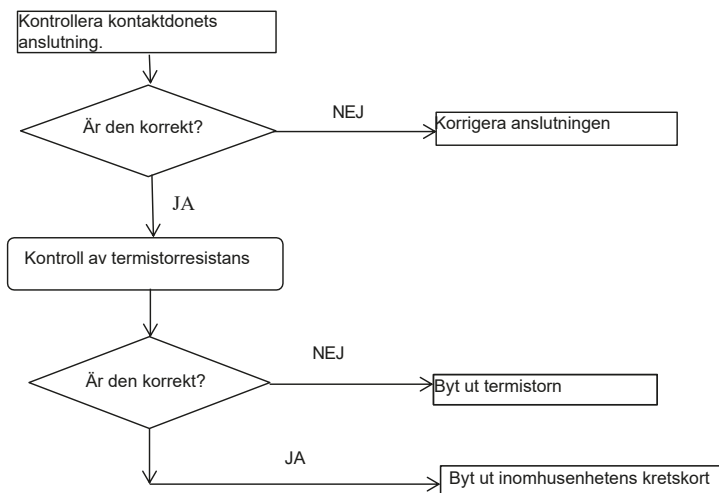 Kontrollera kontaktdonets
anslutning.
Är den korrekt?
NEJ
Korrigera anslutningen
JA
Kontroll av termistorresistans
Är den korrekt?
NEJ
Byt ut termistorn
JA
Byt ut inomhusenhetens kretskort